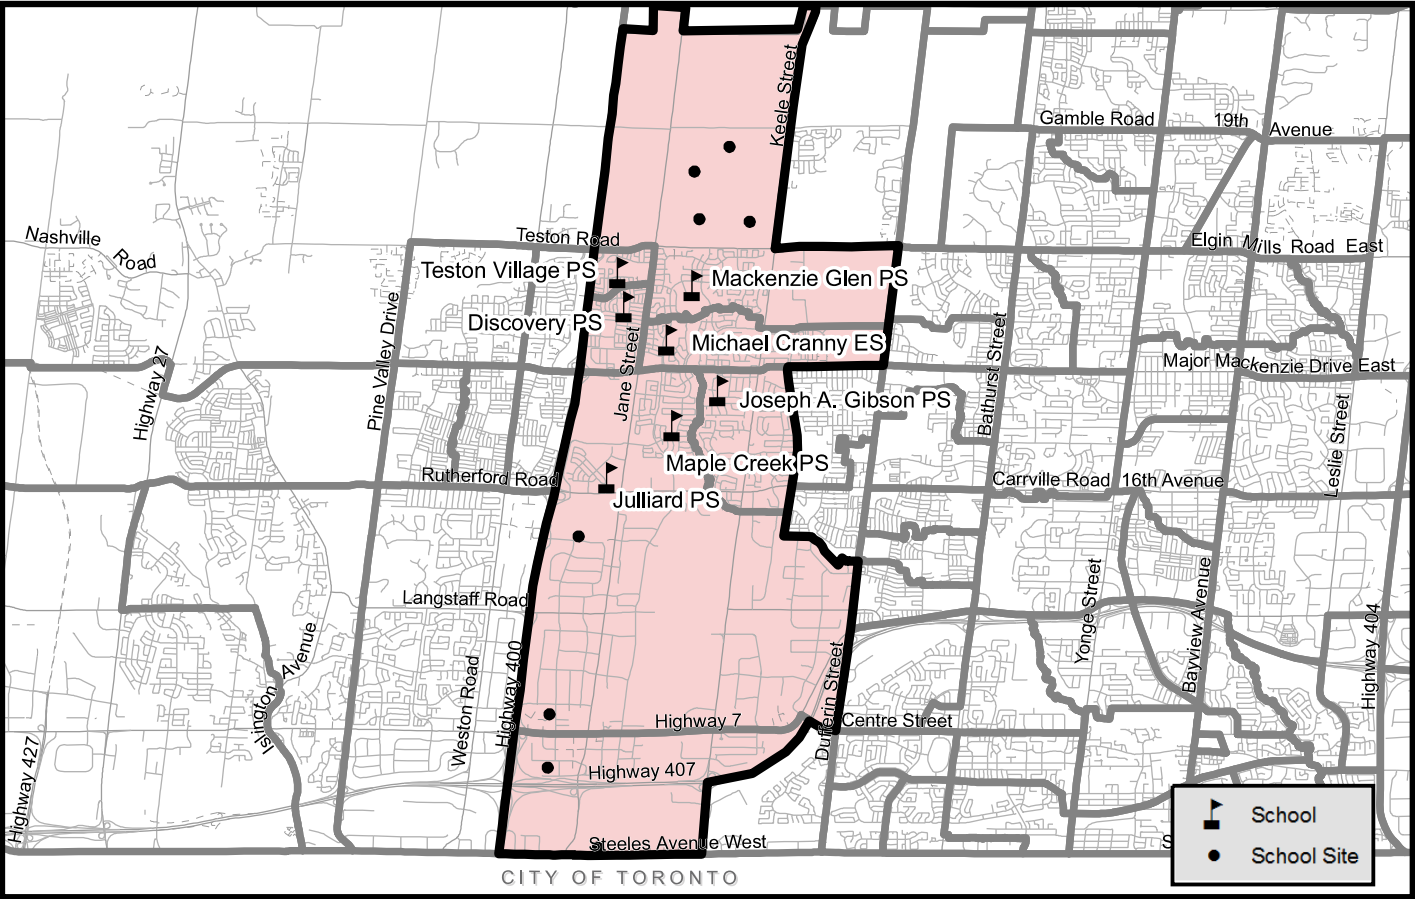 Keele Street
Gamble Road
19th
Avenue
Nashville
Road
Teston Road
Elgin Mills Road East
Teston Village PS
Mackenzie Glen PS
Discovery PS
Michael Cranny ES
Pine Valley Drive
Highway 27
Jane Street
Bathurst Street
Major Mackenzie Drive East
Joseph A. Gibson PS
Leslie Street
Maple Creek PS
Rutherford Road
Carrville Road
16th Avenue
Julliard PS
Langstaff Road
Islington Avenue
Weston Road
Highway 400
Yonge Street
Bayview Avenue
Highway 404
Dufferin Street
Highway 7
Centre Street
Highway 427
Highway 407
Steeles Avenue West
S
School
School Site
CITY OF TORONTO